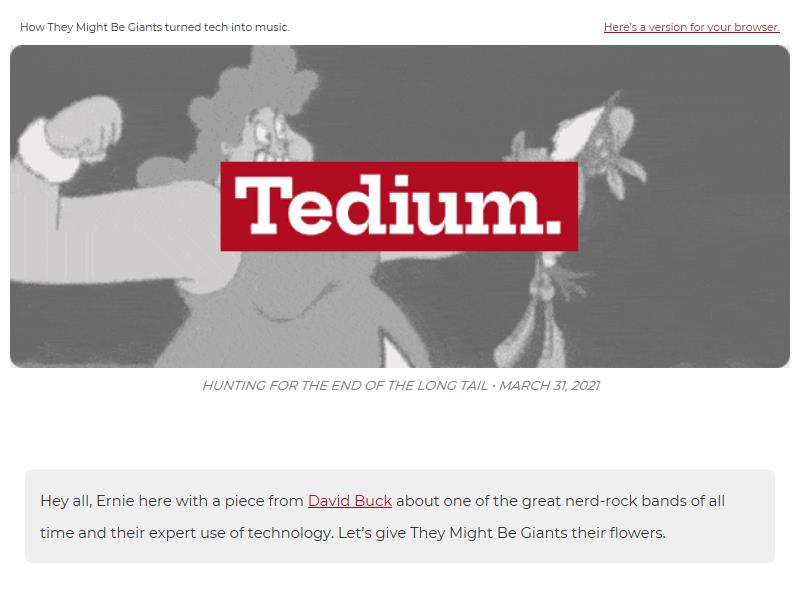 How They Might Be Giants turned tech into music.
Here's a version for your browser.
Tedium.
HUNTING FOR THE END OF THE LONG TAIL • MARCH 31, 2021
Hey all, Ernie here with a piece from David Buck about one of the great nerd-rock bands of all
time and their expert use of technology. Let’s give They Might Be Giants their flowers.